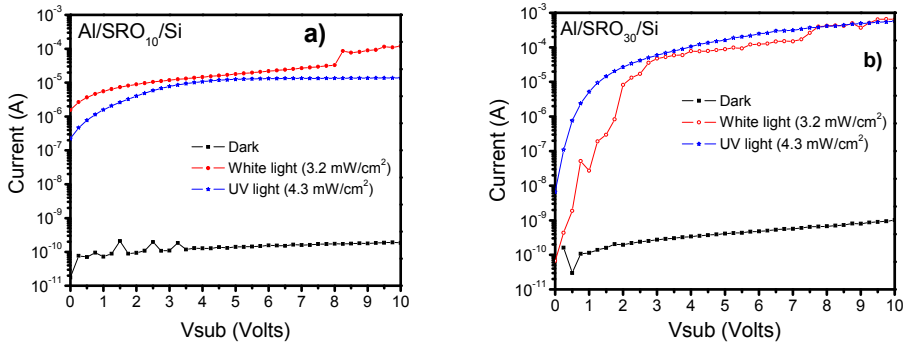 Al/SRO₁₀/Si
a)
10⁻³
10⁻⁴
10⁻⁵
10⁻⁶
10⁻⁷
10⁻⁸
10⁻⁹
10⁻¹⁰
10⁻¹¹
Current (A)
Dark
White light (3.2 mW/cm²)
UV light (4.3 mW/cm²)
0 1 2 3 4 5 6 7 8 9 10
Vsub (Volts)
Al/SRO₃₀/Si
b)
10⁻³
10⁻⁴
10⁻⁵
10⁻⁶
10⁻⁷
10⁻⁸
10⁻⁹
10⁻¹⁰
10⁻¹¹
Current (A)
Dark
White light (3.2 mW/cm²)
UV light (4.3 mW/cm²)
0 1 2 3 4 5 6 7 8 9 10
Vsub (Volts)